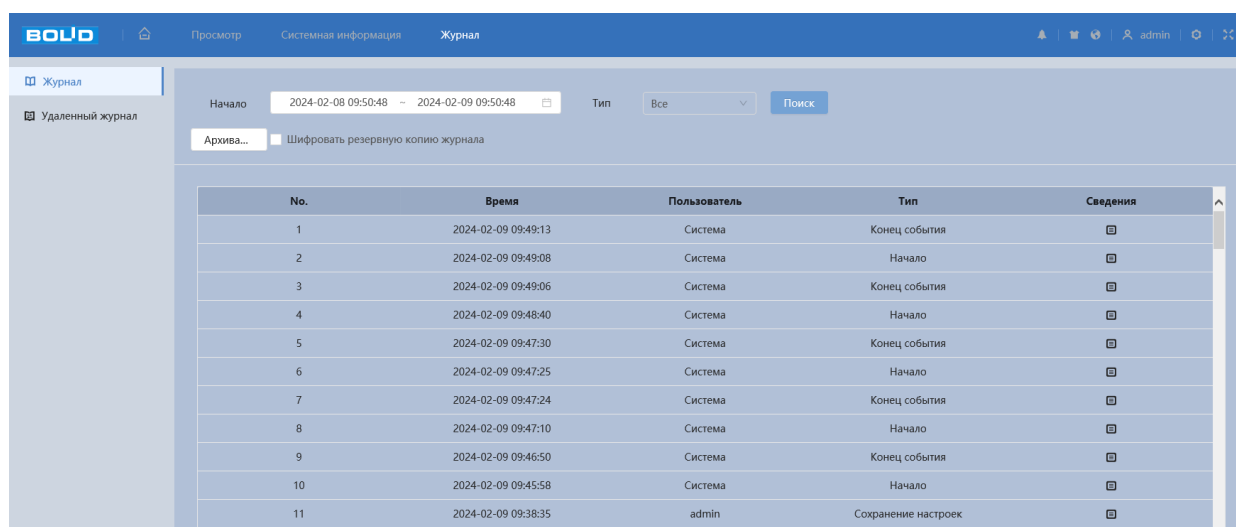 BOLID Просмотр Системная информация Журнал admin
Журнал
Удаленный журнал
Начало 2024-02-08 09:50:48 ~ 2024-02-09 09:50:48 Тип Все Поиск
Архива... Шифровать резервную копию журнала
No. Время Пользователь Тип Сведения
1 2024-02-09 09:49:13 Система Конец события
2 2024-02-09 09:49:08 Система Начало
3 2024-02-09 09:49:06 Система Конец события
4 2024-02-09 09:48:40 Система Начало
5 2024-02-09 09:47:30 Система Конец события
6 2024-02-09 09:47:25 Система Начало
7 2024-02-09 09:47:24 Система Конец события
8 2024-02-09 09:47:10 Система Начало
9 2024-02-09 09:46:50 Система Конец события
10 2024-02-09 09:45:58 Система Начало
11 2024-02-09 09:38:35 admin Сохранение настроек